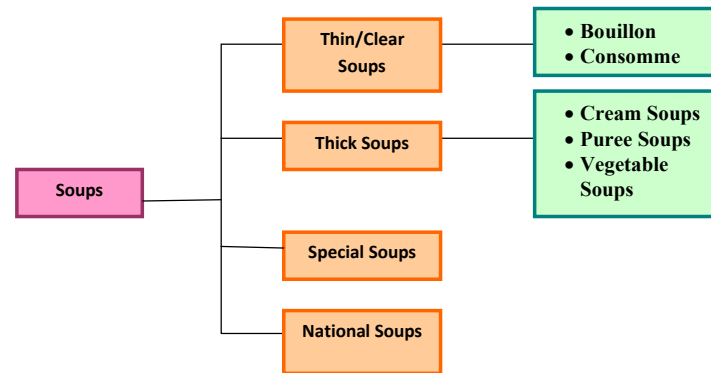 Thin/Clear
Soups
• Bouillon
• Consomme
Thick Soups
• Cream Soups
• Puree Soups
• Vegetable
Soups
Soups
Special Soups
National Soups